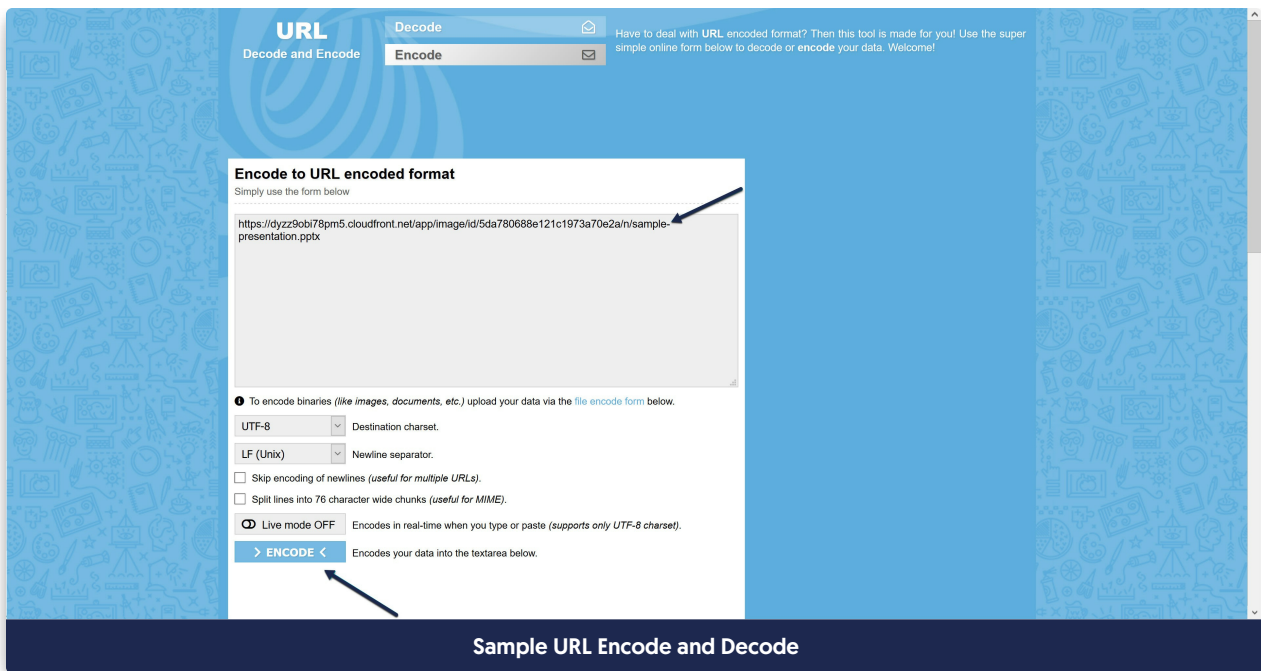 URL
Decode and Encode
Decode
Encode
Have to deal with URL encoded format? Then this tool is made for you! Use the super
simple online form below to decode or encode your data. Welcome!
Encode to URL encoded format
Simply use the form below
https://dyzz9obi78pm5.cloudfront.net/app/image/id/5da780688e121c1973a70e2a/n/sample-
presentation.pptx
To encode binaries (like images, documents, etc.) upload your data via the file encode form below.
UTF-8 Destination charset.
LF (Unix) Newline separator.
Skip encoding of newlines (useful for multiple URLs).
Split lines into 76 character wide chunks (useful for MIME).
Live mode OFF Encodes in real-time when you type or paste (supports only UTF-8 charset).
> ENCODE < Encodes your data into the textarea below.
Sample URL Encode and Decode